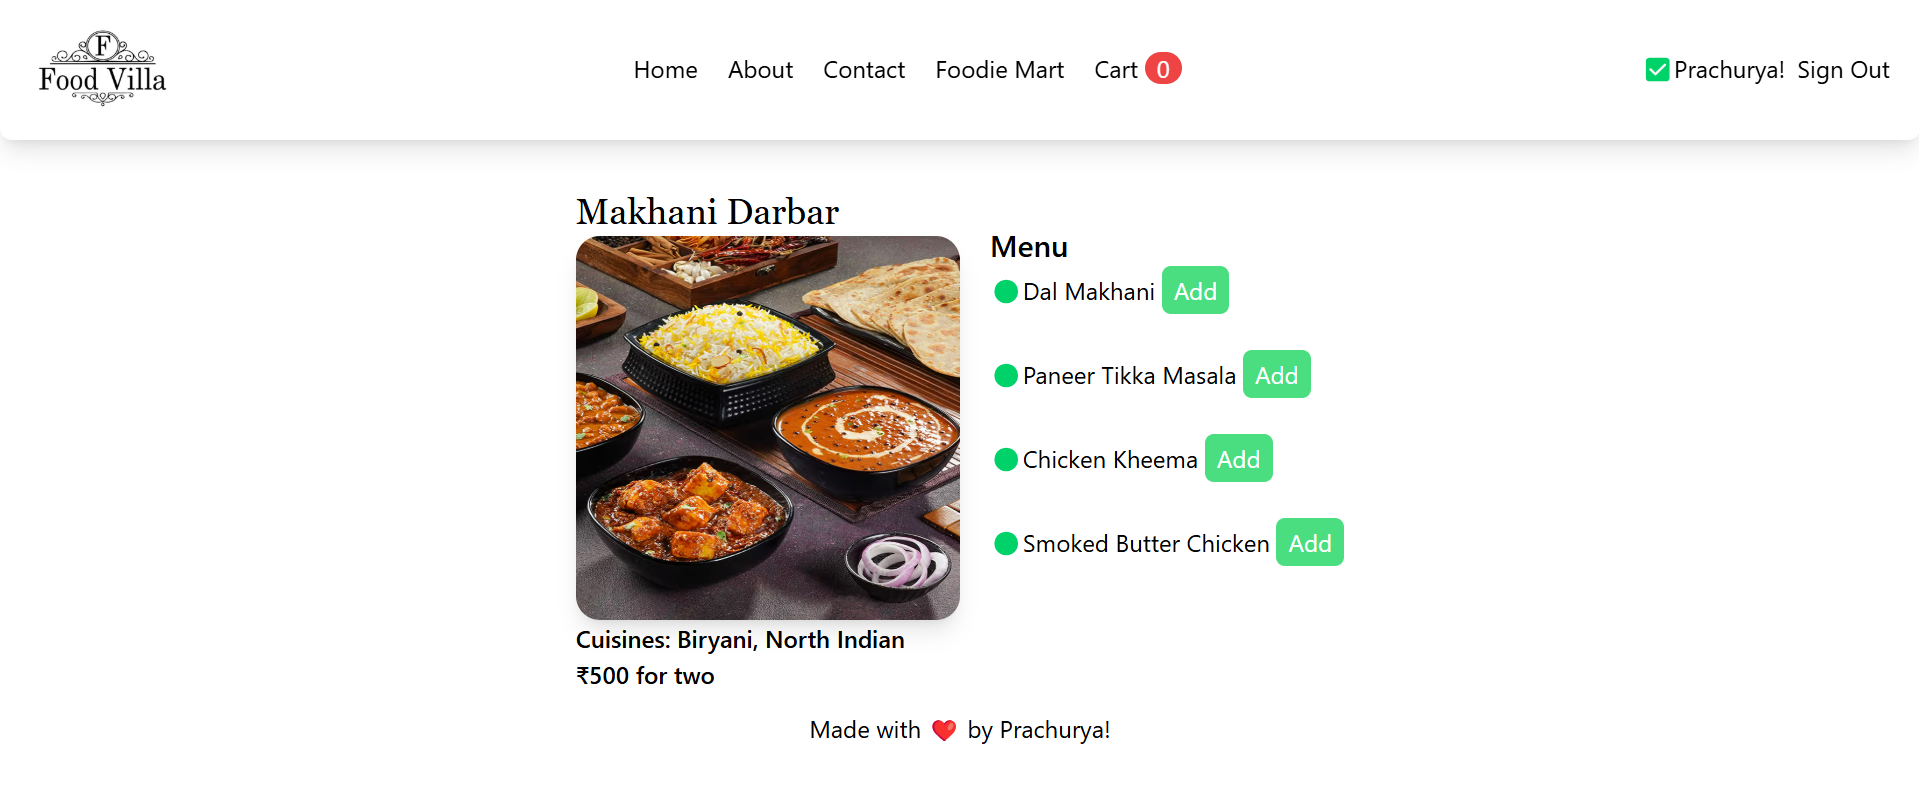 F
Food Villa
Home About Contact Foodie Mart Cart 0
Prachurya! Sign Out
Makhani Darbar
Menu
Dal Makhani Add
Paneer Tikka Masala Add
Chicken Kheema Add
Smoked Butter Chicken Add
Cuisines: Biryani, North Indian
₹500 for two
Made with ❤️ by Prachurya!